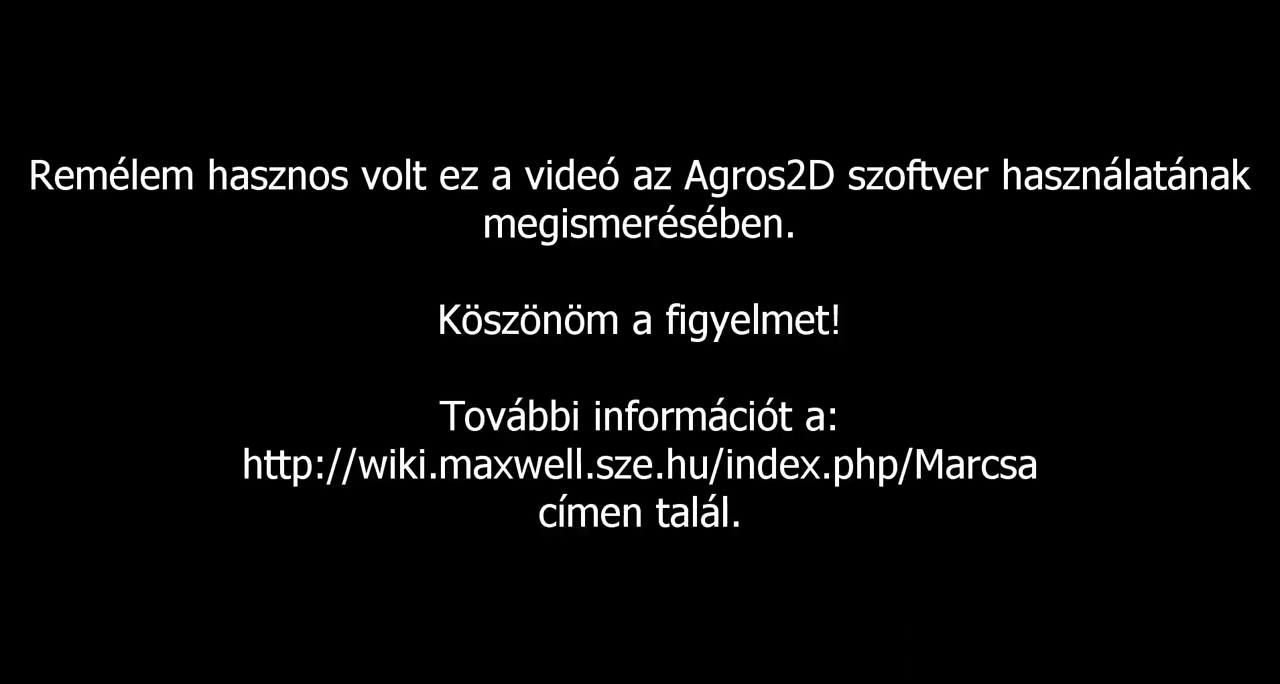 Remélem hasznos volt ez a videó az Agros2D szoftver használatának
megismerésében.
Köszönöm a figyelmet!
További információt a:
http://wiki.maxwell.sze.hu/index.php/Marcsa
címen talál.